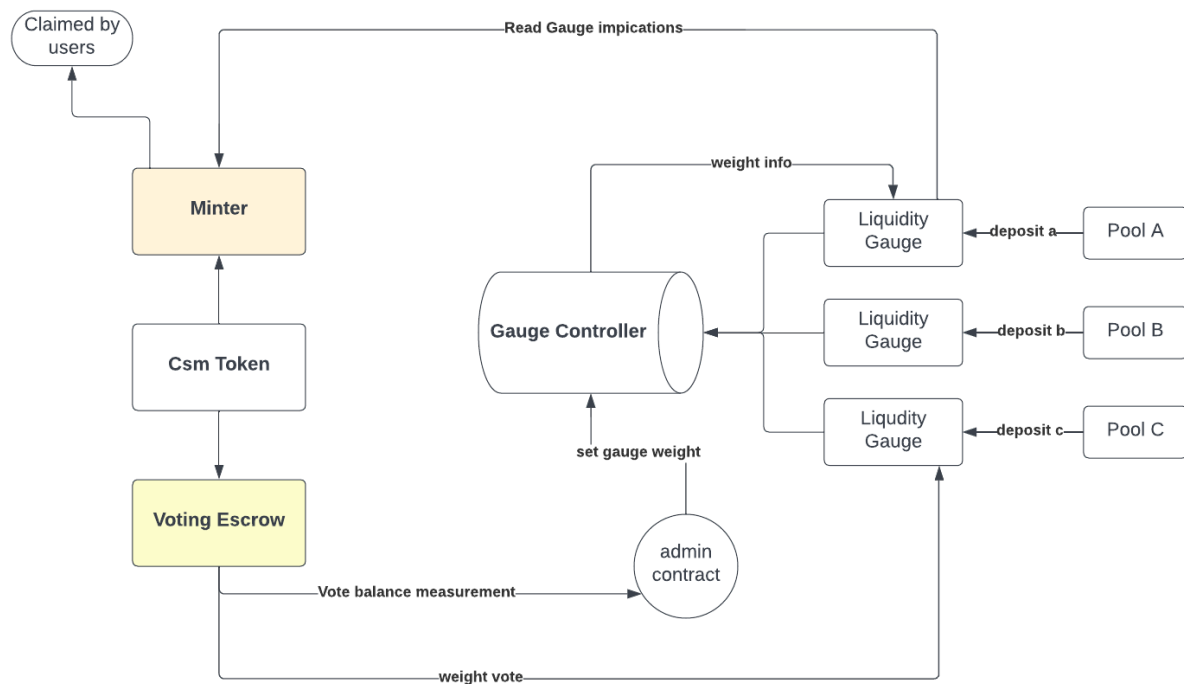 Claimed by
users
Read Gauge impications
Minter
weight info
Liquidity
Gauge
deposit a
Pool A
Csm Token
Gauge Controller
Liquidity
Gauge
deposit b
Pool B
Liqudity
Gauge
deposit c
Pool C
set gauge weight
Voting Escrow
admin
contract
Vote balance measurement
weight vote